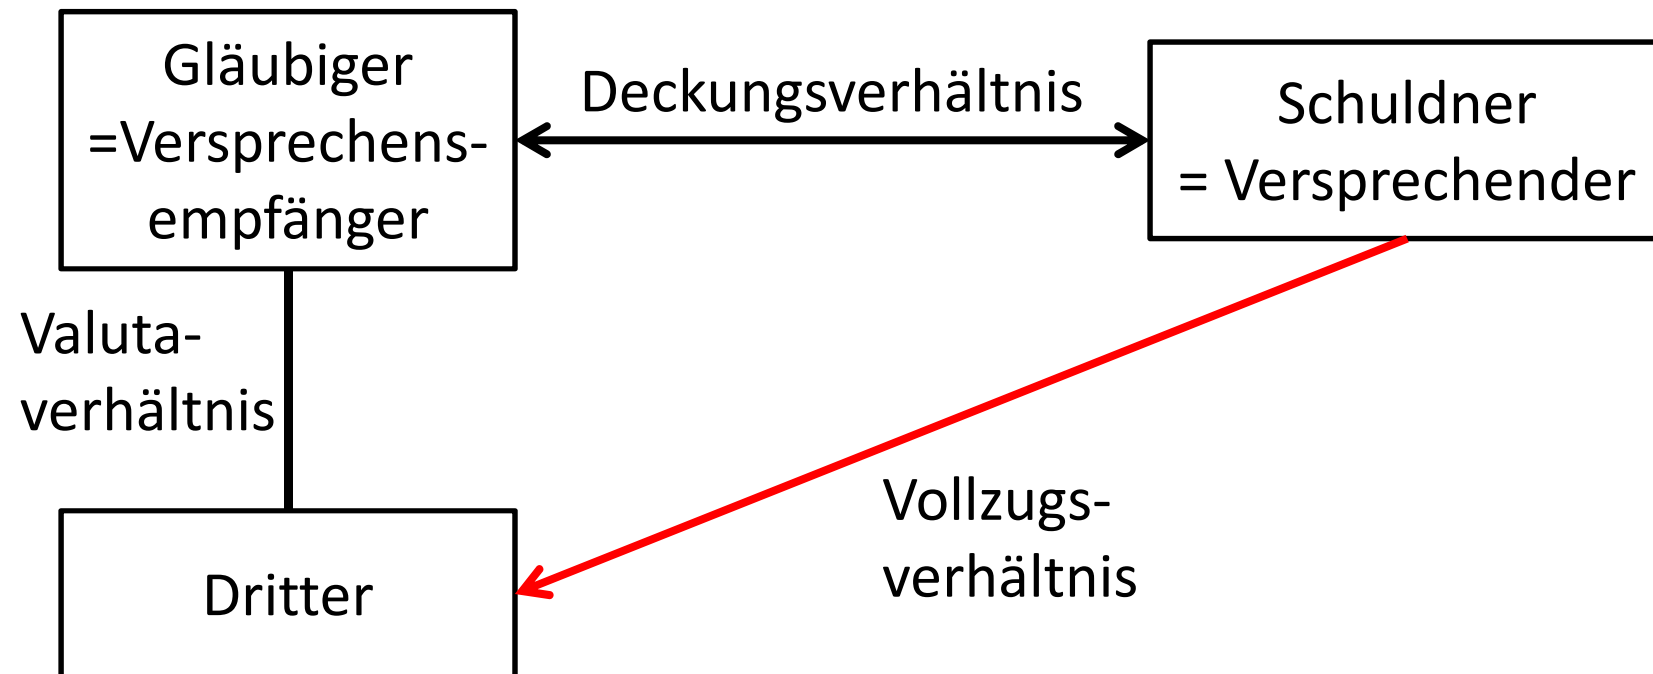 Gläubiger
=Versprechens-
empfänger
Deckungsverhältnis
Schuldner
= Versprechender
Valuta-
verhältnis
Vollzugs-
verhältnis
Dritter